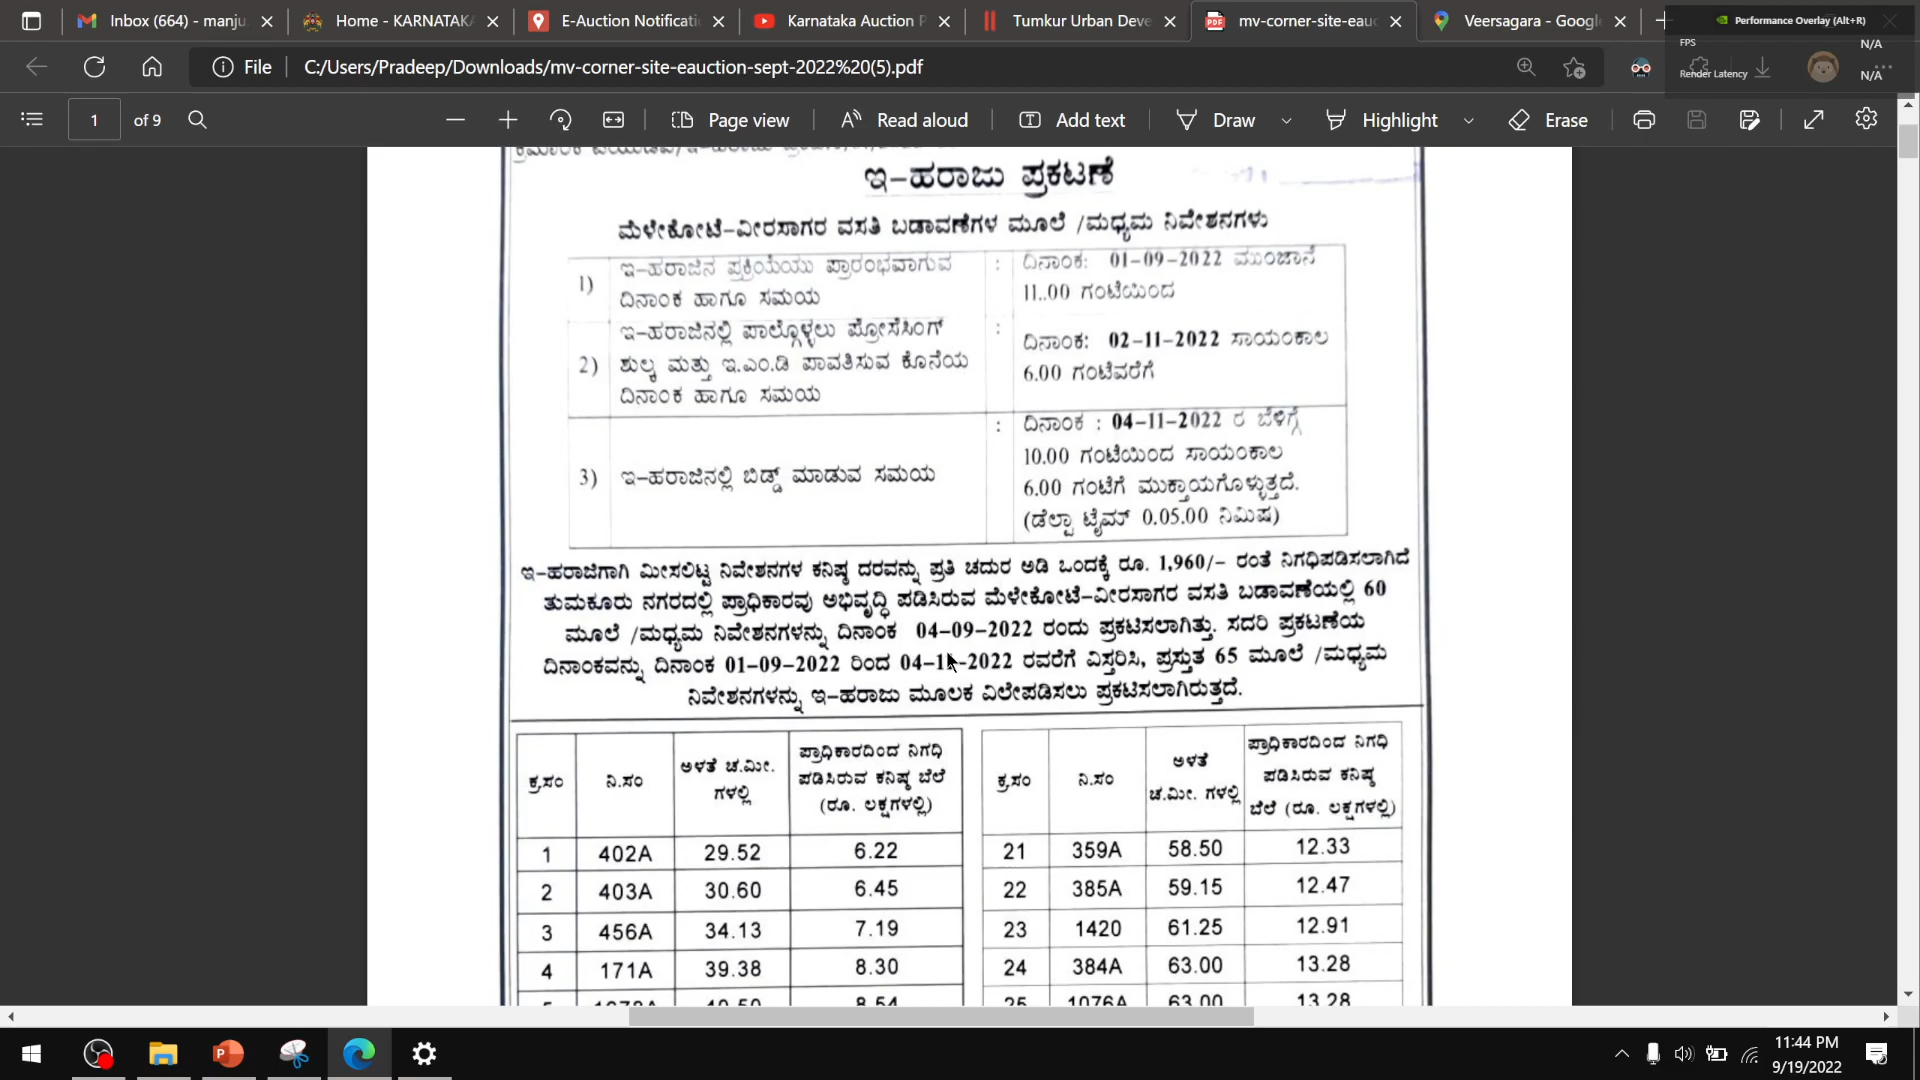 Inbox (664) - manju
Home - KARNATAKA
E-Auction Notificati
Karnataka Auction P
Tumkur Urban Deve
mv-corner-site-eauc
Veersagara - Google
Performance Overlay (Alt+R)
FPS
N/A
Render Latency
N/A
File
C:/Users/Pradeep/Downloads/mv-corner-site-eauction-sept-2022%20(5).pdf
1 of 9
Page view
Read aloud
Add text
Draw
Highlight
Erase
ಇ-ಹರಾಜು ಪ್ರಕಟಣೆ
ಮೆಳೇಕೋಟೆ-ವೀರಸಾಗರ ವಸತಿ ಬಡಾವಣೆಗಳ ಮೂಲೆ /ಮಧ್ಯಮ ನಿವೇಶನಗಳು
1) ಇ-ಹರಾಜಿನ ಪ್ರಕ್ರಿಯೆಯು ಪ್ರಾರಂಭವಾಗುವ : ದಿನಾಂಕ: 01-09-2022 ಮುಂಜಾನೆ
ದಿನಾಂಕ ಹಾಗೂ ಸಮಯ 11..00 ಗಂಟೆಯಿಂದ
2) ಇ-ಹರಾಜಿನಲ್ಲಿ ಪಾಲ್ಗೊಳ್ಳಲು ಪ್ರೋಸೆಸಿಂಗ್ :
ಶುಲ್ಕ ಮತ್ತು ಇ.ಎಂ.ಡಿ ಪಾವತಿಸುವ ಕೊನೆಯ ದಿನಾಂಕ: 02-11-2022 ಸಾಯಂಕಾಲ
ದಿನಾಂಕ ಹಾಗೂ ಸಮಯ 6.00 ಗಂಟೆವರೆಗೆ
3) ಇ-ಹರಾಜಿನಲ್ಲಿ ಬಿಡ್ಡ್ ಮಾಡುವ ಸಮಯ : ದಿನಾಂಕ : 04-11-2022 ರ ಬೆಳಿಗ್ಗೆ
10.00 ಗಂಟೆಯಿಂದ ಸಾಯಂಕಾಲ
6.00 ಗಂಟೆಗೆ ಮುಕ್ತಾಯಗೊಳ್ಳುತ್ತದೆ.
(ಡೆಲ್ಟಾ ಟೈಮ್ 0.05.00 ನಿಮಿಷ)
ಇ-ಹರಾಜಿಗಾಗಿ ಮೀಸಲಿಟ್ಟ ನಿವೇಶನಗಳ ಕನಿಷ್ಠ ದರವನ್ನು ಪ್ರತಿ ಚದುರ ಅಡಿ ಒಂದಕ್ಕೆ ರೂ. 1,960/- ರಂತೆ ನಿಗಧಿಪಡಿಸಲಾಗಿದೆ
ತುಮಕೂರು ನಗರದಲ್ಲಿ ಪ್ರಾಧಿಕಾರವು ಅಭಿವೃದ್ಧಿ ಪಡಿಸಿರುವ ಮೆಳೇಕೋಟೆ-ವೀರಸಾಗರ ವಸತಿ ಬಡಾವಣೆಯಲ್ಲಿ 60
ಮೂಲೆ /ಮಧ್ಯಮ ನಿವೇಶನಗಳನ್ನು ದಿನಾಂಕ 04-09-2022 ರಂದು ಪ್ರಕಟಿಸಲಾಗಿತ್ತು. ಸದರಿ ಪ್ರಕಟಣೆಯ
ದಿನಾಂಕವನ್ನು ದಿನಾಂಕ 01-09-2022 ರಿಂದ 04-11-2022 ರವರೆಗೆ ವಿಸ್ತರಿಸಿ, ಪ್ರಸ್ತುತ 65 ಮೂಲೆ /ಮಧ್ಯಮ
ನಿವೇಶನಗಳನ್ನು ಇ-ಹರಾಜು ಮೂಲಕ ವಿಲೇಪಡಿಸಲು ಪ್ರಕಟಿಸಲಾಗಿರುತ್ತದೆ.
ಕ್ರ.ಸಂ ನಿ.ಸಂ ಅಳತೆ ಚ.ಮೀ. ಗಳಲ್ಲಿ ಪ್ರಾಧಿಕಾರದಿಂದ ನಿಗಧಿ ಪಡಿಸಿರುವ ಕನಿಷ್ಠ ಬೆಲೆ (ರೂ. ಲಕ್ಷಗಳಲ್ಲಿ) ಕ್ರ.ಸಂ ನಿ.ಸಂ ಅಳತೆ ಚ.ಮೀ. ಗಳಲ್ಲಿ ಪ್ರಾಧಿಕಾರದಿಂದ ನಿಗಧಿ ಪಡಿಸಿರುವ ಕನಿಷ್ಠ ಬೆಲೆ (ರೂ. ಲಕ್ಷಗಳಲ್ಲಿ)
1 402A 29.52 6.22 21 359A 58.50 12.33
2 403A 30.60 6.45 22 385A 59.15 12.47
3 456A 34.13 7.19 23 1420 61.25 12.91
4 171A 39.38 8.30 24 384A 63.00 13.28
8.54 25 1076A 63.00 13.28
11:44 PM
9/19/2022